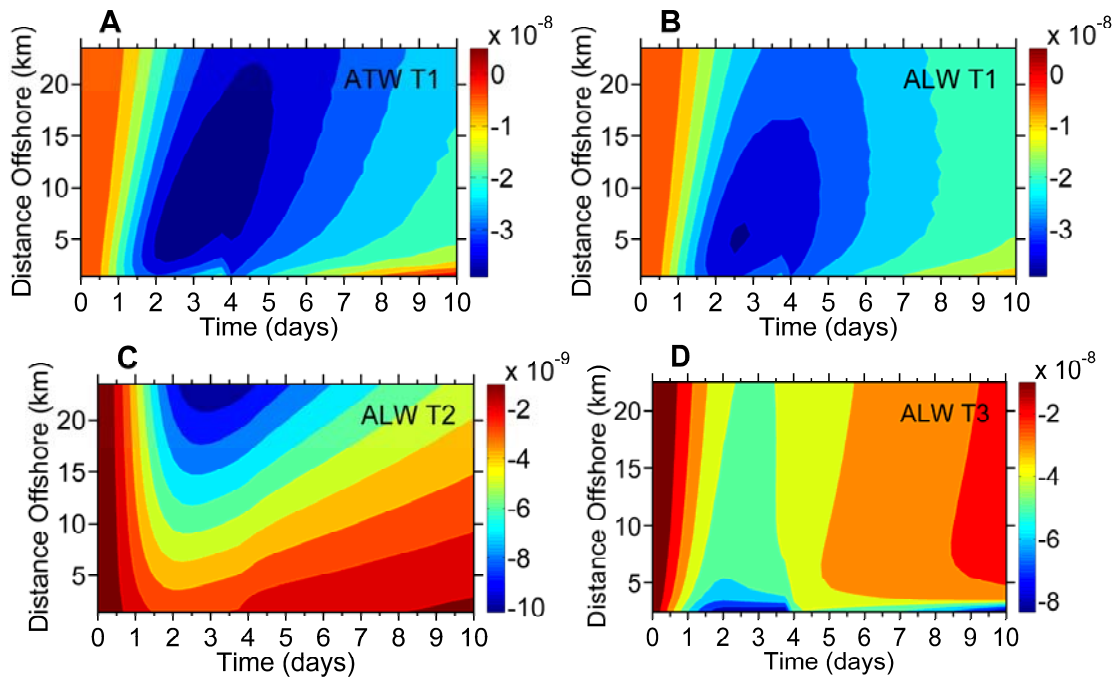 A
x 10-8
Distance Offshore (km)
20
15
10
5
ATW T1
0
-1
-2
-3
0 1 2 3 4 5 6 7 8 9 10
Time (days)
B
x 10-8
Distance Offshore (km)
20
15
10
5
ALW T1
0
-1
-2
-3
0 1 2 3 4 5 6 7 8 9 10
Time (days)
C
x 10-9
Distance Offshore (km)
20
15
10
5
ALW T2
-2
-4
-6
-8
-10
0 1 2 3 4 5 6 7 8 9 10
Time (days)
D
x 10-8
Distance Offshore (km)
20
15
10
5
ALW T3
-2
-4
-6
-8
0 1 2 3 4 5 6 7 8 9 10
Time (days)